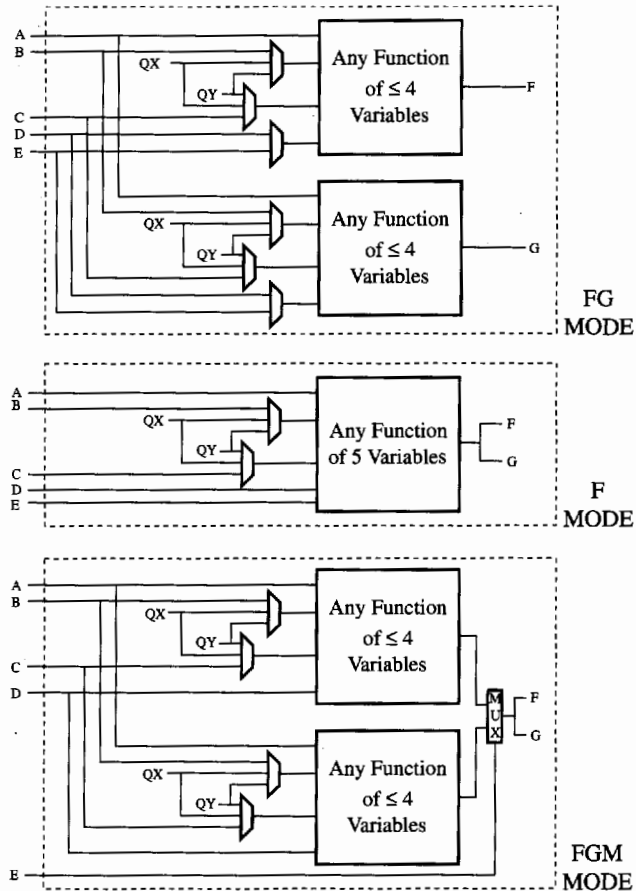 A
B
QX
QY
C
D
E
Any Function
of ≤ 4
Variables
F
QX
QY
Any Function
of ≤ 4
Variables
G
FG
MODE
A
B
QX
QY
C
D
E
Any Function
of 5 Variables
F
G
F
MODE
A
B
QX
QY
C
D
Any Function
of ≤ 4
Variables
MUX
F
G
QX
QY
Any Function
of ≤ 4
Variables
E
FGM
MODE